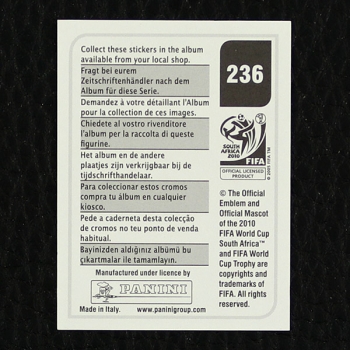 Collect these stickers in the album
available from your local shop.
Fragt bei eurem
Zeitschriftenhändler nach dem
Album für diese Serie.
Demandez à votre détaillant l'Album
pour la collection de ces images.
Chiedete al vostro rivenditore
l'album per la raccolta di queste
figurine.
Het album en de andere
plaatjes zijn verkrijgbaar bij de
tijdschrifthandelaar.
Para coleccionar estos cromos
compra tu álbum en cualquier
kiosco.
Pede a caderneta desta colecção
de cromos no teu ponto de venda
habitual.
Bayinizden aldığınız albümü bu
çıkartmalar ile tamamlayın.
Manufactured under licence by
PANINI
Made in Italy. www.paninigroup.com
236
SOUTH AFRICA
2010
FIFA
© 2005 FIFA TM
OFFICIAL LICENSED
PRODUCT
© The Official
Emblem and
Official Mascot
of the 2010
FIFA World Cup
South Africa™
and FIFA World
Cup Trophy are
copyrights and
trademarks of
FIFA. All rights
reserved.